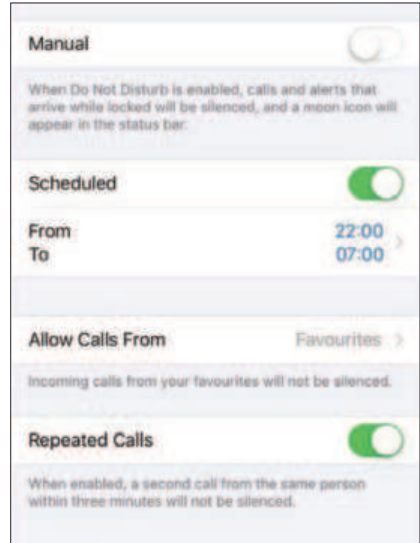 Manual
When Do Not Disturb is enabled, calls and alerts that
arrive while locked will be silenced, and a moon icon will
appear in the status bar.
Scheduled
From 22:00
To 07:00
Allow Calls From Favourites
Incoming calls from your favourites will not be silenced.
Repeated Calls
When enabled, a second call from the same person
within three minutes will not be silenced.